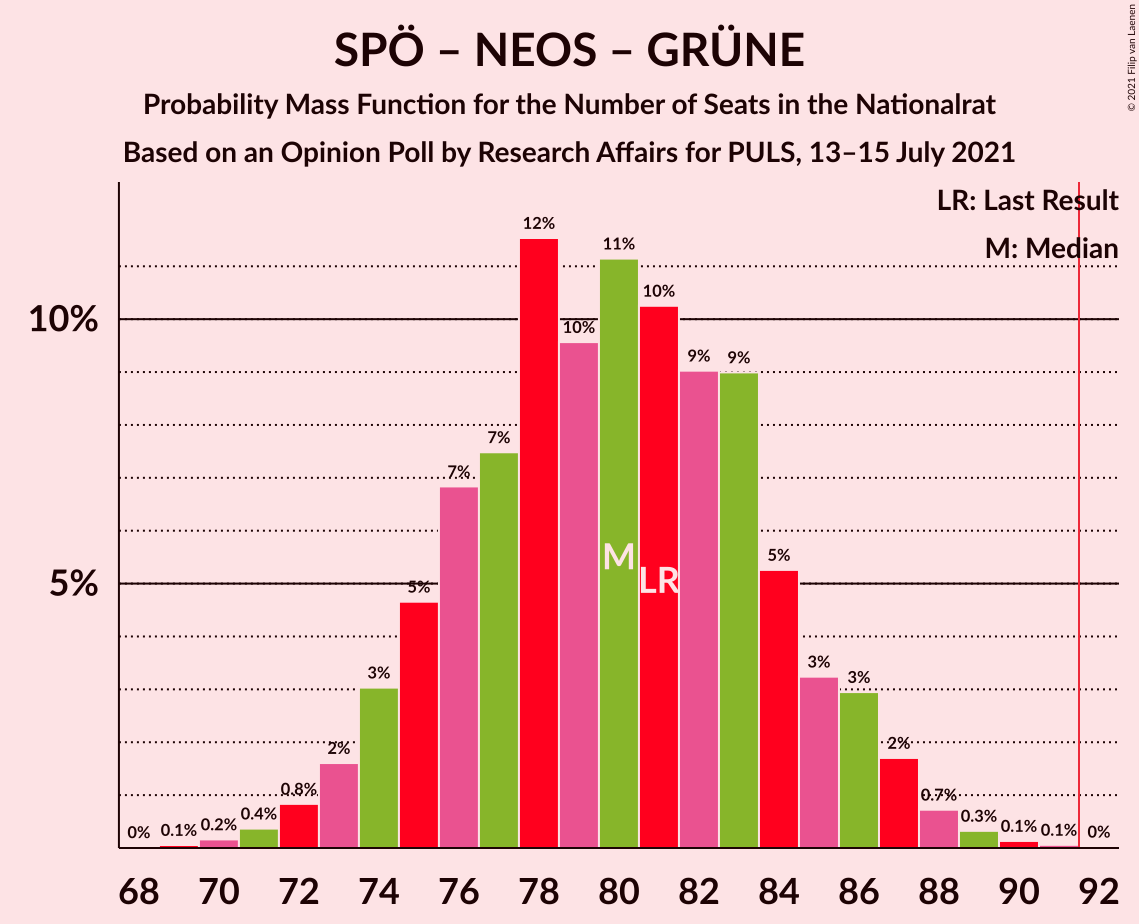 SPÖ – NEOS – GRÜNE
Probability Mass Function for the Number of Seats in the Nationalrat
Based on an Opinion Poll by Research Affairs for PULS, 13–15 July 2021
© 2021 Filip van Laenen
LR: Last Result
M: Median
10%
5%
0% 0.1% 0.2% 0.4% 0.8% 2% 3% 5% 7% 7% 12% 10% 11% 10% 9% 9% 5% 3% 3% 2% 0.7% 0.3% 0.1% 0.1% 0%
M
LR
68 70 72 74 76 78 80 82 84 86 88 90 92